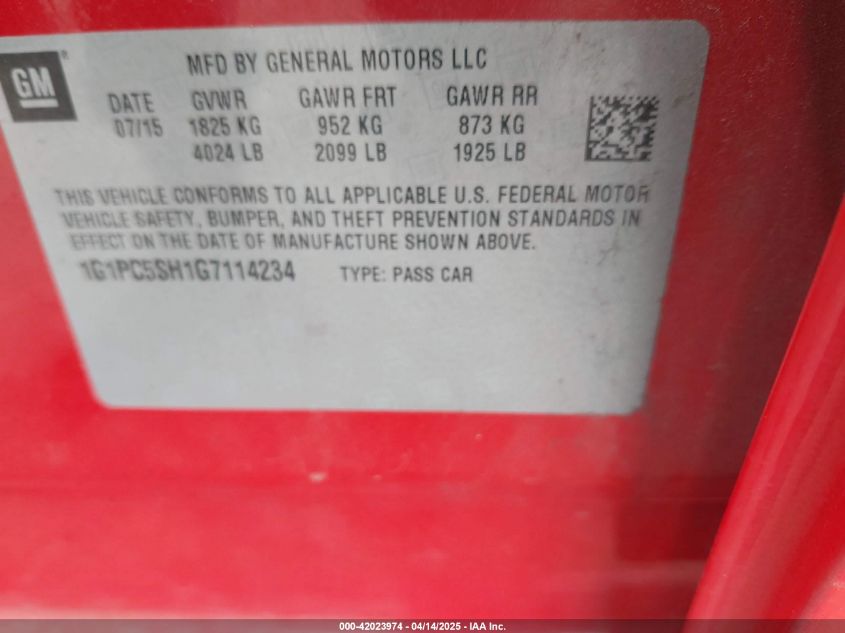 GM®
MFD BY GENERAL MOTORS LLC
DATE GVWR GAWR FRT GAWR RR
07/15 1825 KG 952 KG 873 KG
4024 LB 2099 LB 1925 LB
THIS VEHICLE CONFORMS TO ALL APPLICABLE U.S. FEDERAL MOTOR
VEHICLE SAFETY, BUMPER, AND THEFT PREVENTION STANDARDS IN
EFFECT ON THE DATE OF MANUFACTURE SHOWN ABOVE.
1G1PC5SH1G7114234 TYPE: PASS CAR
000-42023974 - 04/14/2025 - IAA Inc.